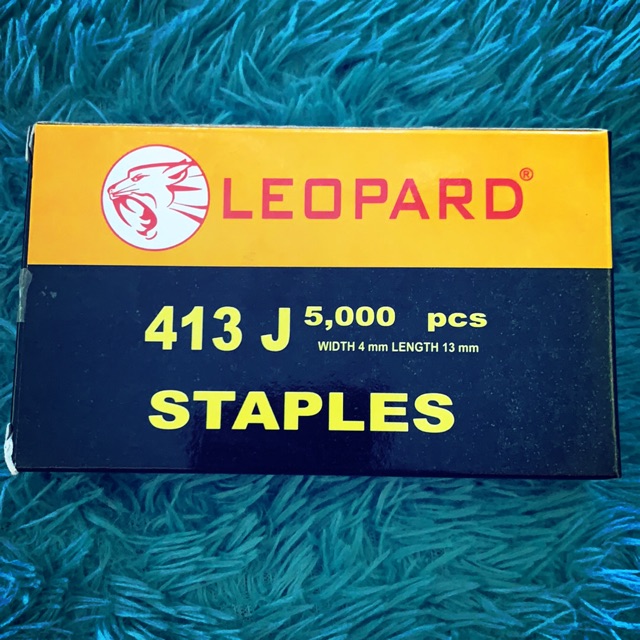 LEOPARD®
413 J 5,000 pcs
WIDTH 4 mm LENGTH 13 mm
STAPLES